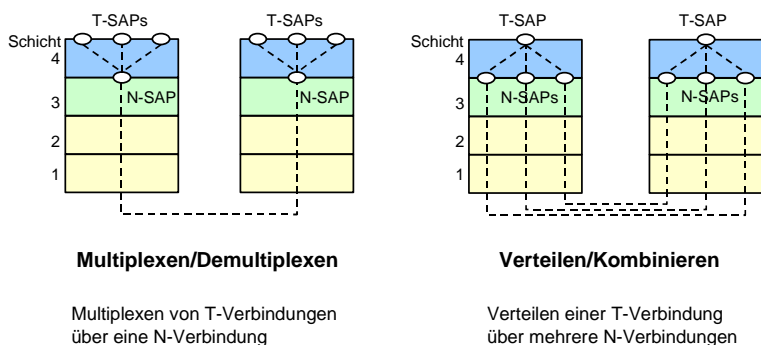 T-SAPs
T-SAPs
T-SAP
T-SAP
Schicht
4
Schicht
4
N-SAP
N-SAP
N-SAPs
N-SAPs
3
3
2
2
1
1
Multiplexen/Demultiplexen
Verteilen/Kombinieren
Multiplexen von T-Verbindungen
über eine N-Verbindung
Verteilen einer T-Verbindung
über mehrere N-Verbindungen